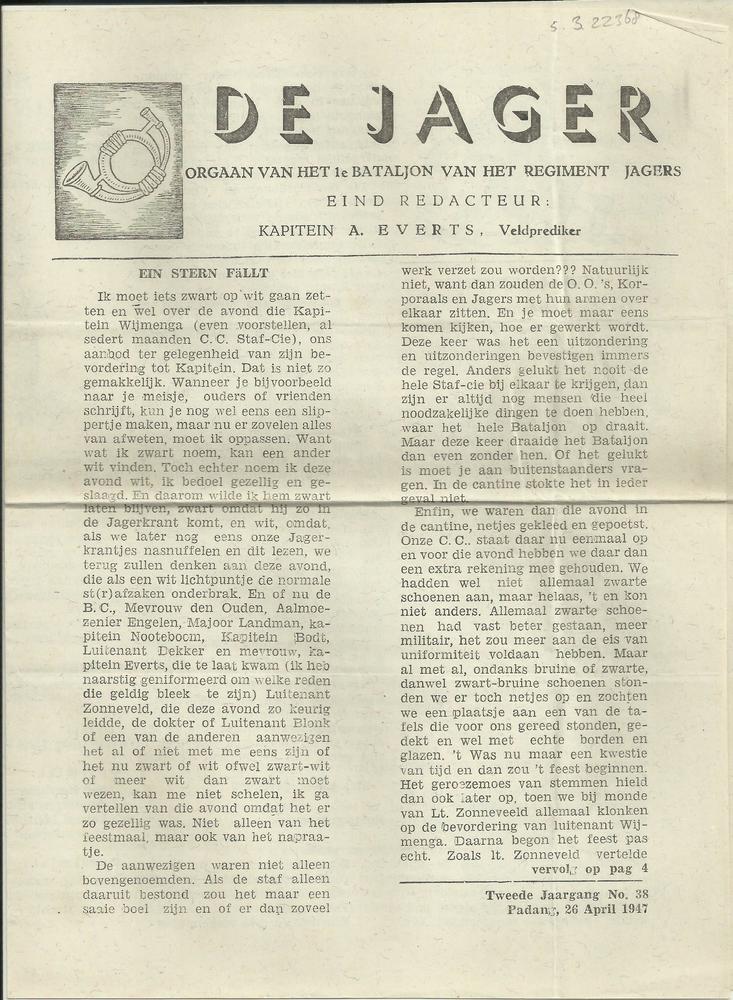 5. 3. 22368
DE JAGER
ORGAAN VAN HET 1e BATALJON VAN HET REGIMENT JAGERS
EIND REDACTEUR:
KAPITEIN A. EVERTS, Veldprediker
EIN STERN FäLLT
Ik moet iets zwart op wit gaan zet-
ten en wel over de avond die Kapi-
tein Wijmenga (even voorstellen, al
sedert maanden C. C. Staf-Cie), ons
aanbod ter gelegenheid van zijn be-
vordering tot Kapitein. Dat is niet zo
gemakkelijk. Wanneer je bijvoorbeeld
naar je meisje, ouders of vrienden
schrijft, kun je nog wel eens een slip-
pertje maken, maar nu er zovelen alles
van afweten, moet ik oppassen. Want
wat ik zwart noem, kan een ander
wit vinden. Toch echter noem ik deze
avond wit, ik bedoel gezellig en ge-
slaagd. En daarom wilde ik hem zwart
laten blijven, zwart omdat hij zo in
de Jagerkrant komt, en wit, omdat,
als we later nog eens onze Jager-
krantjes nasnuffelen en dit lezen, we
terug zullen denken aan deze avond,
die als een wit lichtpuntje de normale
st(r)afzaken onderbrak. En of nu de
B. C., Mevrouw den Ouden, Aalmoe-
zenier Engelen, Majoor Landman, ka-
pitein Nooteboom, Kapitein Bodt,
Luitenant Dekker en mevrouw, ka-
pitein Everts, die te laat kwam (ik heb
naarstig geniformeerd om welke reden
die geldig bleek te zijn) Luitenant
Zonneveld, die deze avond zo keurig
leidde, de dokter of Luitenant Blonk
of een van de anderen aanwezigen
het al of niet met me eens zijn of
het nu zwart of wit ofwel zwart-wit
of meer wit dan zwart moet
wezen, kan me niet schelen, ik ga
vertellen van die avond omdat het er
zo gezellig was. Niet alleen van het
feestmaal, maar ook van het napraa-
tje.
De aanwezigen waren niet alleen
bovengenoemden. Als de staf alleen
daaruit bestond zou het maar een
saaie boel zijn en of er dan zoveel
werk verzet zou worden??? Natuurlijk
niet, want dan zouden de O. O.'s, Kor-
poraals en Jagers met hun armen over
elkaar zitten. En je moet maar eens
komen kijken, hoe er gewerkt wordt.
Deze keer was het een uitzondering
en uitzonderingen bevestigen immers
de regel. Anders gelukt het nooit de
hele Staf-cie bij elkaar te krijgen, dan
zijn er altijd nog mensen die heel
noodzakelijke dingen te doen hebben,
waar het hele Bataljon op draait.
Maar deze keer draaide het Bataljon
dan even zonder hen. Of het gelukt
is moet je aan buitenstaanders vra-
gen. In de cantine stokte het in ieder
geval niet.
Enfin, we waren dan die avond in
de cantine, netjes gekleed en gepoetst.
Onze C. C.. staat daar nu eenmaal op
en voor die avond hebben we daar dan
een extra rekening mee gehouden. We
hadden wel niet allemaal zwarte
schoenen aan, maar helaas, 't en kon
niet anders. Allemaal zwarte schoe-
nen had vast beter gestaan, meer
militair, het zou meer aan de eis van
uniformiteit voldaan hebben. Maar
al met al, ondanks bruine of zwarte,
danwel zwart-bruine schoenen ston-
den we er toch netjes op en zochten
we een plaatsje aan een van de ta-
fels die voor ons gereed stonden, ge-
dekt en wel met echte borden en
glazen. 't Was nu maar een kwestie
van tijd en dan zou 't feest beginnen.
Het geroezemoes van stemmen hield
dan ook later op, toen we bij monde
van Lt. Zonneveeld allemaal klonken
op de bevordering van luitenant Wij-
menga. Daarna begon het feest pas
echt. Zoals lt. Zonneveld vertelde
vervolg op pag 4
Tweede Jaargang No. 38
Padang, 26 April 1947